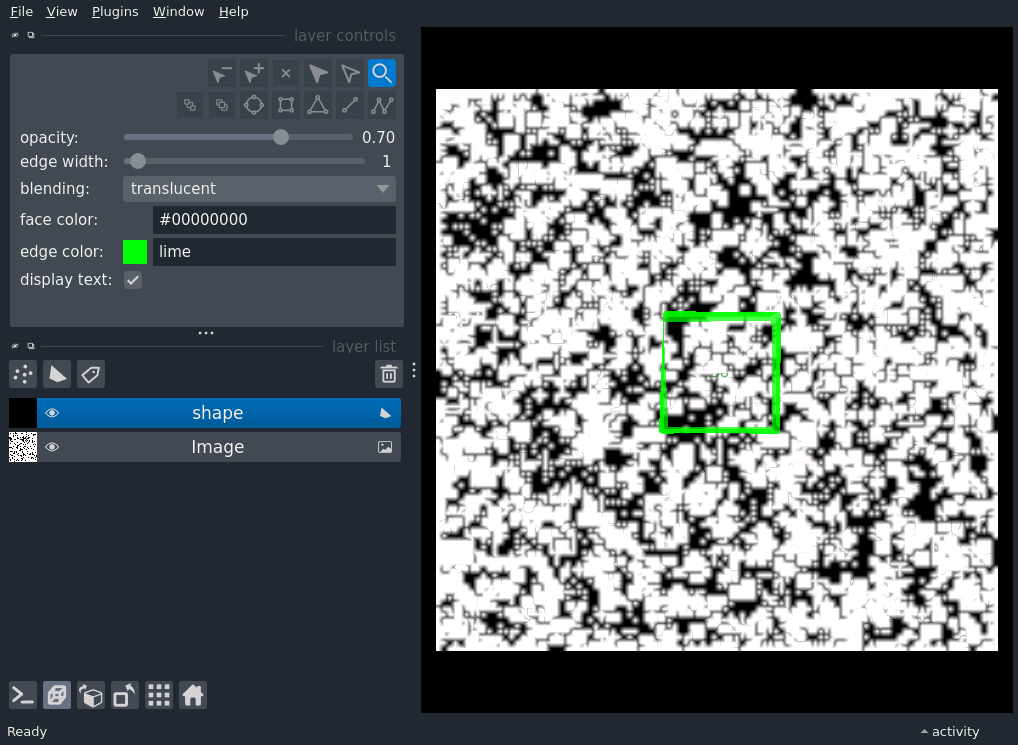 File View Plugins Window Help
layer controls
opacity: 0.70
edge width: 1
blending: translucent
face color: #00000000
edge color: lime
display text:
layer list
shape
Image
Ready
activity